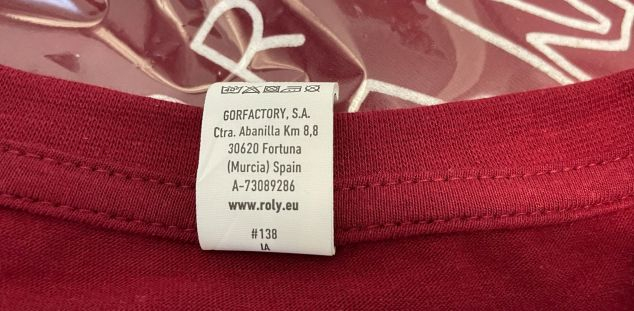 GORFACTORY, S.A.
Ctra. Abanilla Km 8,8
30620 Fortuna
(Murcia) Spain
A-73089286
www.roly.eu
#138